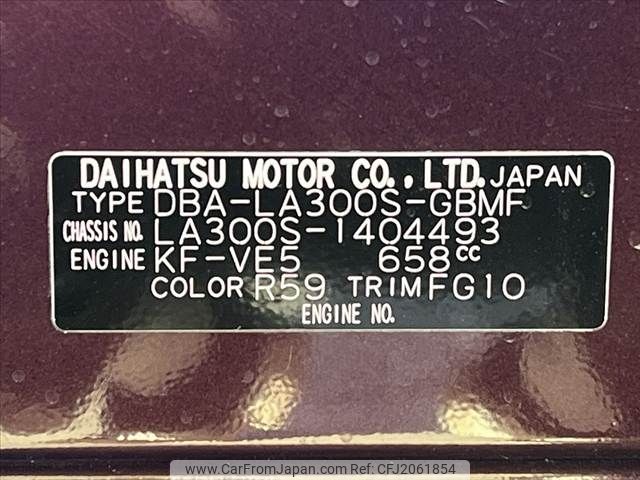 DAIHATSU MOTOR CO., LTD. JAPAN
TYPE DBA-LA300S-GBMF
CHASSIS NO. LA300S-1404493
ENGINE KF-VE5 658cc
COLOR R59 TRIM FG10
ENGINE NO.
www.CarFromJapan.com | Ref No. CFJ2061854